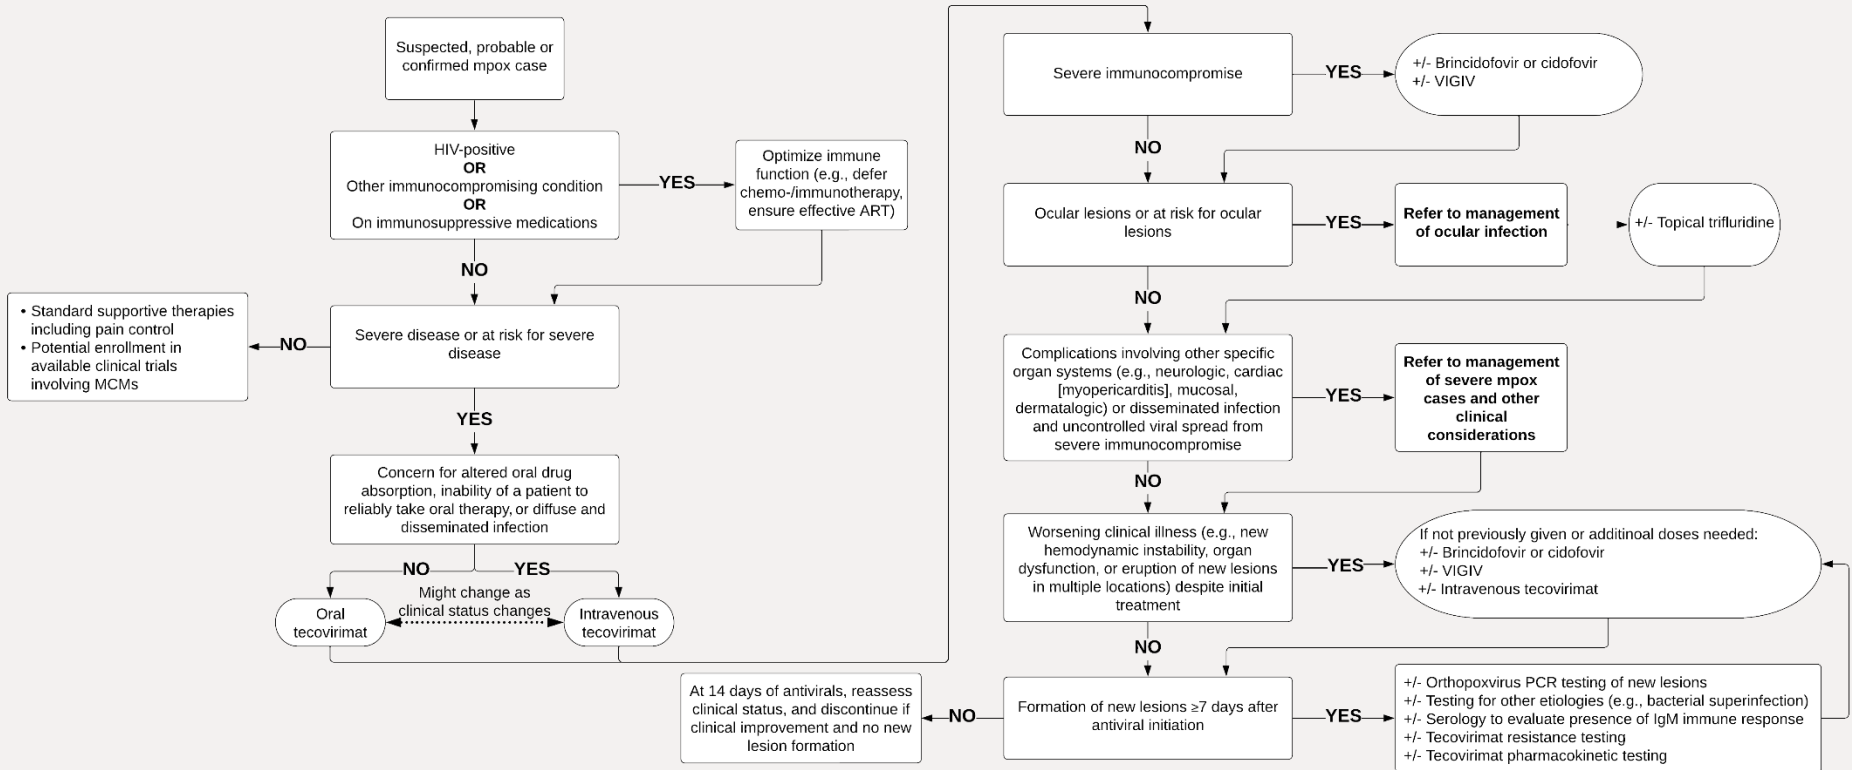 Suspected, probable or
confirmed mpox case
HIV-positive
OR
Other immunocompromising condition
OR
On immunosuppressive medications
YES
Optimize immune
function (e.g., defer
chemo-/immunotherapy,
ensure effective ART)
NO
Severe disease or at risk for severe
disease
NO
• Standard supportive therapies
including pain control
• Potential enrollment in
available clinical trials
involving MCMs
YES
Concern for altered oral drug
absorption, inability of a patient to
reliably take oral therapy, or diffuse and
disseminated infection
NO
YES
Might change as
clinical status changes
Oral
tecovirimat
Intravenous
tecovirimat
Severe immunocompromise
YES
+/- Brincidofovir or cidofovir
+/- VIGIV
NO
Ocular lesions or at risk for ocular
lesions
YES
Refer to management
of ocular infection
+/- Topical trifluridine
NO
Complications involving other specific
organ systems (e.g., neurologic, cardiac
[myopericarditis], mucosal,
dermatalogic) or disseminated infection
and uncontrolled viral spread from
severe immunocompromise
YES
Refer to management
of severe mpox
cases and other
clinical
considerations
NO
Worsening clinical illness (e.g., new
hemodynamic instability, organ
dysfunction, or eruption of new lesions
in multiple locations) despite initial
treatment
YES
If not previously given or additinoal doses needed:
+/- Brincidofovir or cidofovir
+/- VIGIV
+/- Intravenous tecovirimat
NO
Formation of new lesions ≥7 days after
antiviral initiation
NO
At 14 days of antivirals, reassess
clinical status, and discontinue if
clinical improvement and no new
lesion formation
YES
+/- Orthopoxvirus PCR testing of new lesions
+/- Testing for other etiologies (e.g., bacterial superinfection)
+/- Serology to evaluate presence of IgM immune response
+/- Tecovirimat resistance testing
+/- Tecovirimat pharmacokinetic testing